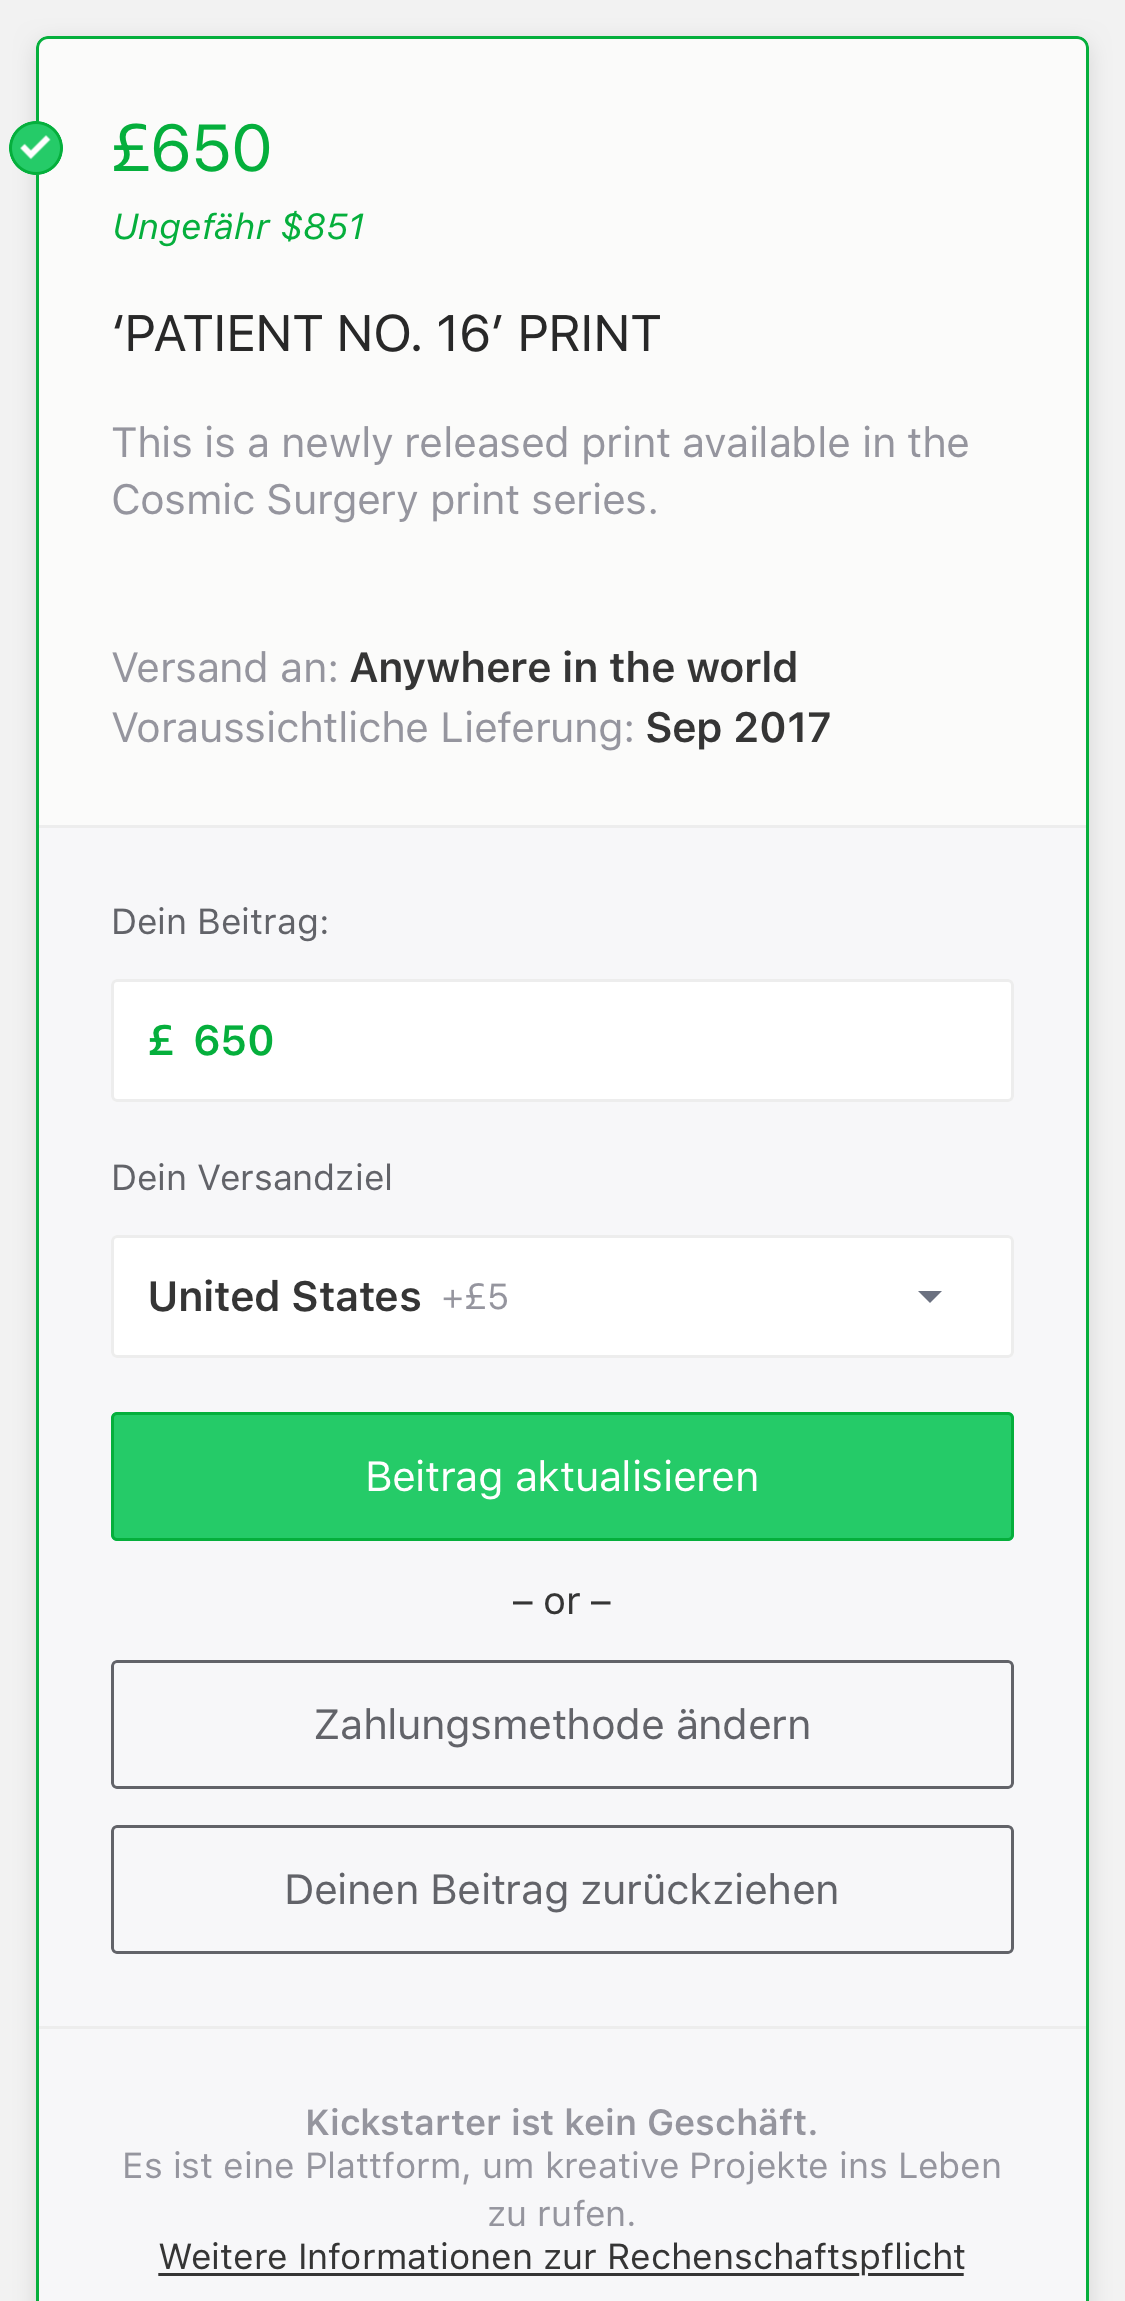 £650
Ungefähr $851
‘PATIENT NO. 16’ PRINT
This is a newly released print available in the
Cosmic Surgery print series.
Versand an: Anywhere in the world
Voraussichtliche Lieferung: Sep 2017
Dein Beitrag:
£ 650
Dein Versandziel
United States +£5
Beitrag aktualisieren
– or –
Zahlungsmethode ändern
Deinen Beitrag zurückziehen
Kickstarter ist kein Geschäft.
Es ist eine Plattform, um kreative Projekte ins Leben
zu rufen.
Weitere Informationen zur Rechenschaftspflicht